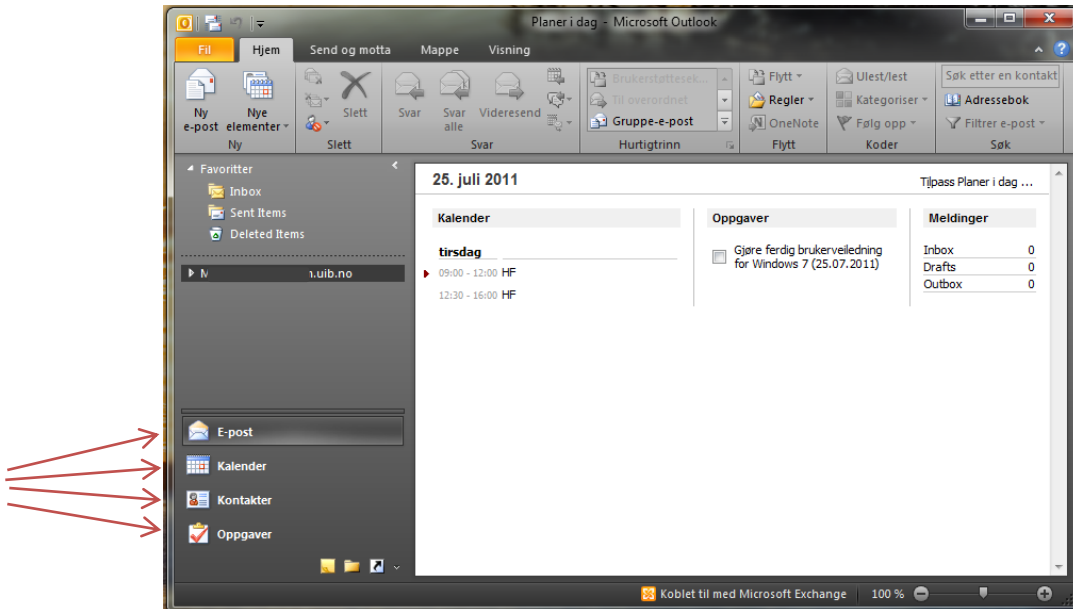 Planer i dag - Microsoft Outlook
Fil Hjem Send og motta Mappe Visning
Ny e-post
Nye elementer
Ny
Slett
Slett
Svar
Svar alle
Videresend
Svar
Brukerstøttesek...
Til overordnet
Gruppe-e-post
Hurtigtrinn
Flytt
Regler
OneNote
Flytt
Ulest/lest
Kategoriser
Følg opp
Koder
Søk etter en kontakt
Adressebok
Filtrer e-post
Søk
Favoritter
Inbox
Sent Items
Deleted Items
.uib.no
E-post
Kalender
Kontakter
Oppgaver
25. juli 2011
Tilpass Planer i dag ...
Kalender
tirsdag
09:00 - 12:00 HF
12:30 - 16:00 HF
Oppgaver
Gjøre ferdig brukerveiledning
for Windows 7 (25.07.2011)
Meldinger
Inbox 0
Drafts 0
Outbox 0
Koblet til med Microsoft Exchange 100 %